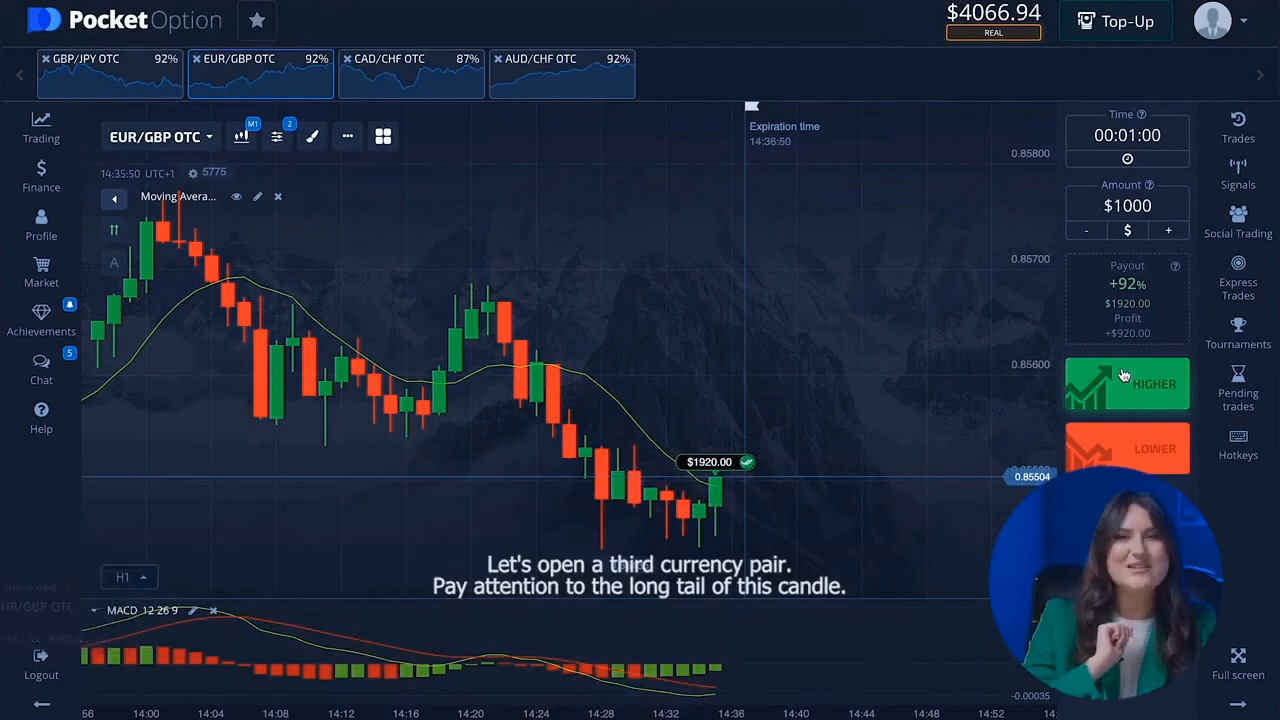 PocketOption
$4066.94
REAL
Top-Up
GBP/JPY OTC 92%
EUR/GBP OTC 92%
CAD/CHF OTC 87%
AUD/CHF OTC 92%
Trading
Finance
Profile
Market
Achievements
Chat
5
Help
Logout
EUR/GBP OTC
M1
2
14:35:50 UTC+1
5775
Moving Avera...
A
Expiration time
14:36:50
0.85800
0.85700
0.85600
0.85504
$1920.00
Time
00:01:00
Amount
$1000
- $ +
Payout
+92%
$1920.00
Profit
+$920.00
HIGHER
LOWER
Trades
Signals
Social Trading
Express
Trades
Tournaments
Pending
trades
Hotkeys
Full screen
Let's open a third currency pair.
Pay attention to the long tail of this candle.
H1
MACD 12 26 9
-0.00035
56 14:00 14:04 14:08 14:12 14:16 14:20 14:24 14:28 14:32 14:36 14:40 14:44 14:48 14:52 14: